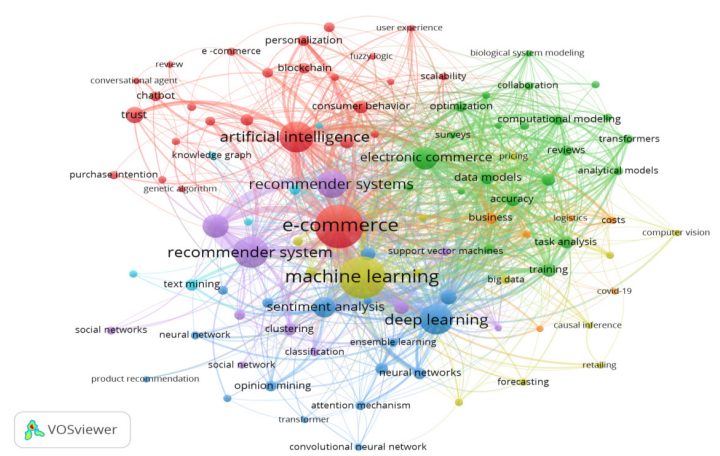 user experience
personalization
e -commerce
biological system modeling
fuzzy logic
review
blockchain
scalability
conversational agent
collaboration
chatbot
consumer behavior
optimization
trust
computational modeling
artificial intelligence
surveys
transformers
knowledge graph
electronic commerce
pricing
reviews
purchase intention
data models
analytical models
genetic algorithm
recommender systems
accuracy
e-commerce
business
logistics
costs
computer vision
recommender system
support vector machines
task analysis
training
machine learning
text mining
big data
covid-19
sentiment analysis
deep learning
causal inference
social networks
neural network
clustering
ensemble learning
classification
social network
retailing
product recommendation
opinion mining
neural networks
forecasting
attention mechanism
transformer
VOSviewer
convolutional neural network